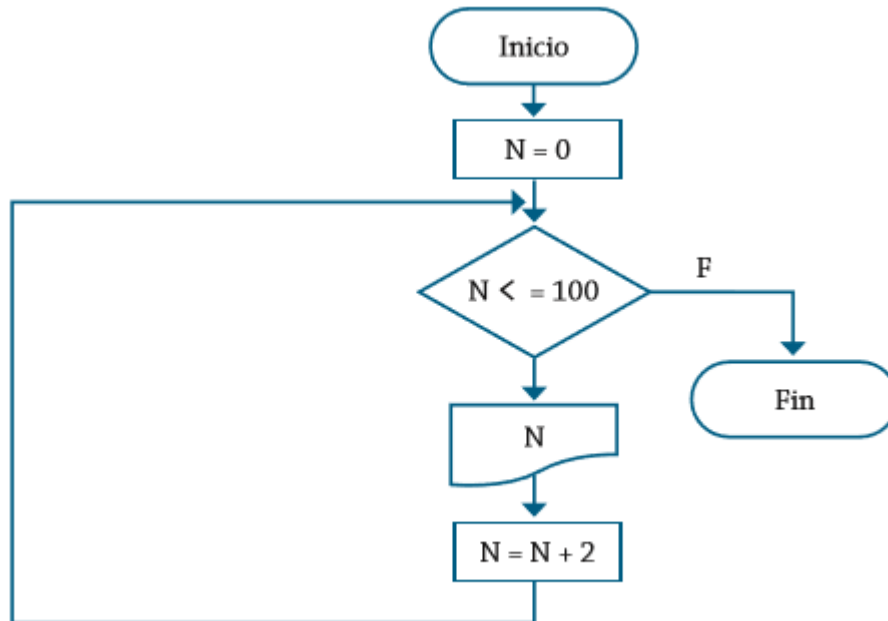 Inicio
N = 0
N < = 100
F
Fin
N
N = N + 2